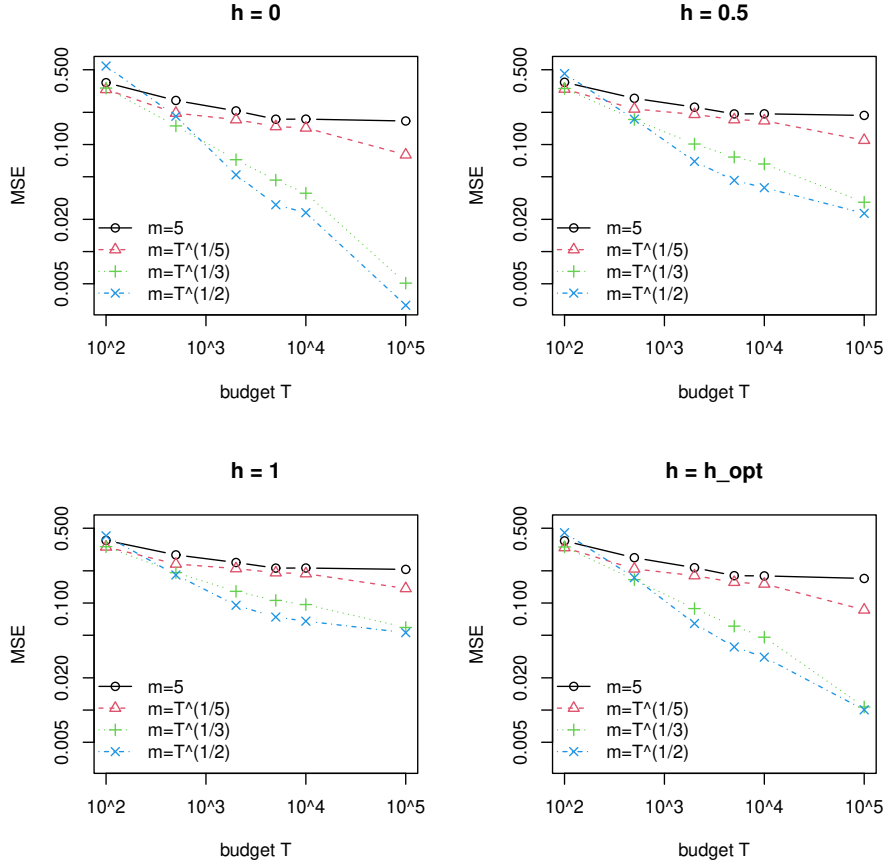 h = 0
MSE
0.500
0.100
0.020
0.005
m=5
m=T^(1/5)
m=T^(1/3)
m=T^(1/2)
10^2
10^3
10^4
10^5
budget T
h = 0.5
MSE
0.500
0.100
0.020
0.005
m=5
m=T^(1/5)
m=T^(1/3)
m=T^(1/2)
10^2
10^3
10^4
10^5
budget T
h = 1
MSE
0.500
0.100
0.020
0.005
m=5
m=T^(1/5)
m=T^(1/3)
m=T^(1/2)
10^2
10^3
10^4
10^5
budget T
h = h_opt
MSE
0.500
0.100
0.020
0.005
m=5
m=T^(1/5)
m=T^(1/3)
m=T^(1/2)
10^2
10^3
10^4
10^5
budget T